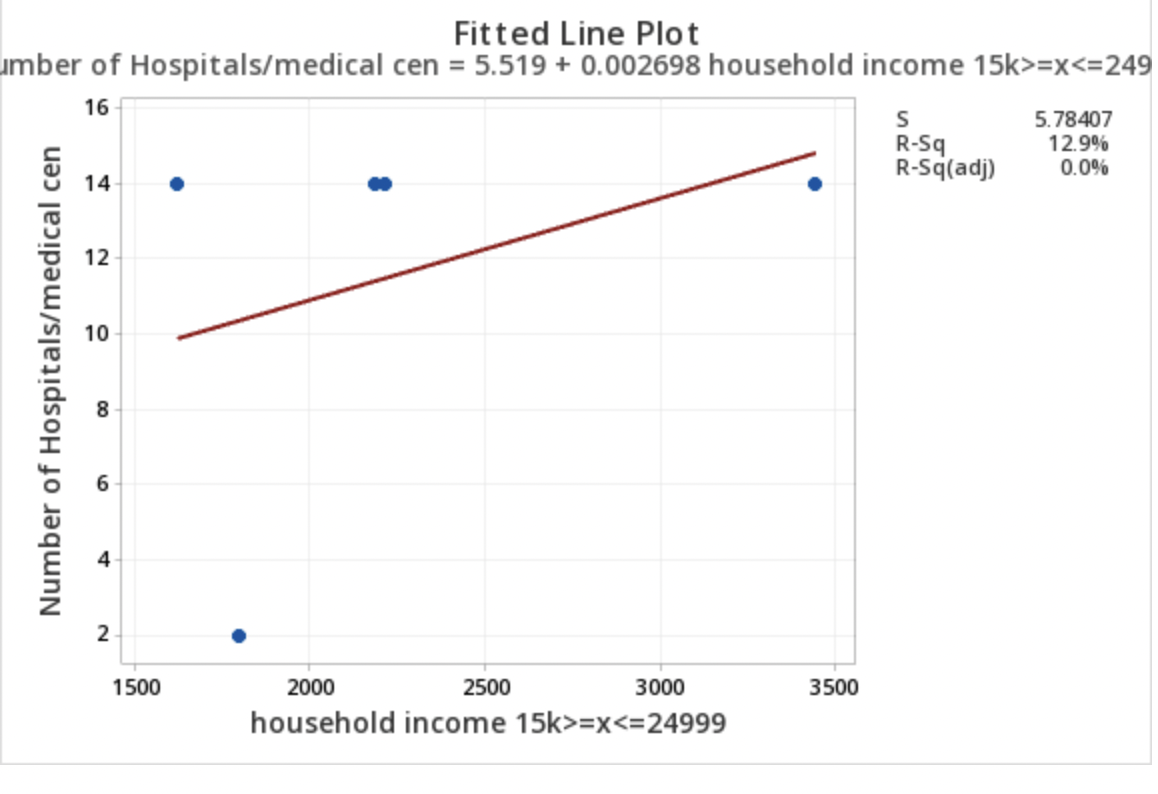 Fitted Line Plot
umber of Hospitals/medical cen = 5.519 + 0.002698 household income 15k>=x<=249
S 5.78407
R-Sq 12.9%
R-Sq(adj) 0.0%
Number of Hospitals/medical cen
16
14
12
10
8
6
4
2
1500 2000 2500 3000 3500
household income 15k>=x<=24999